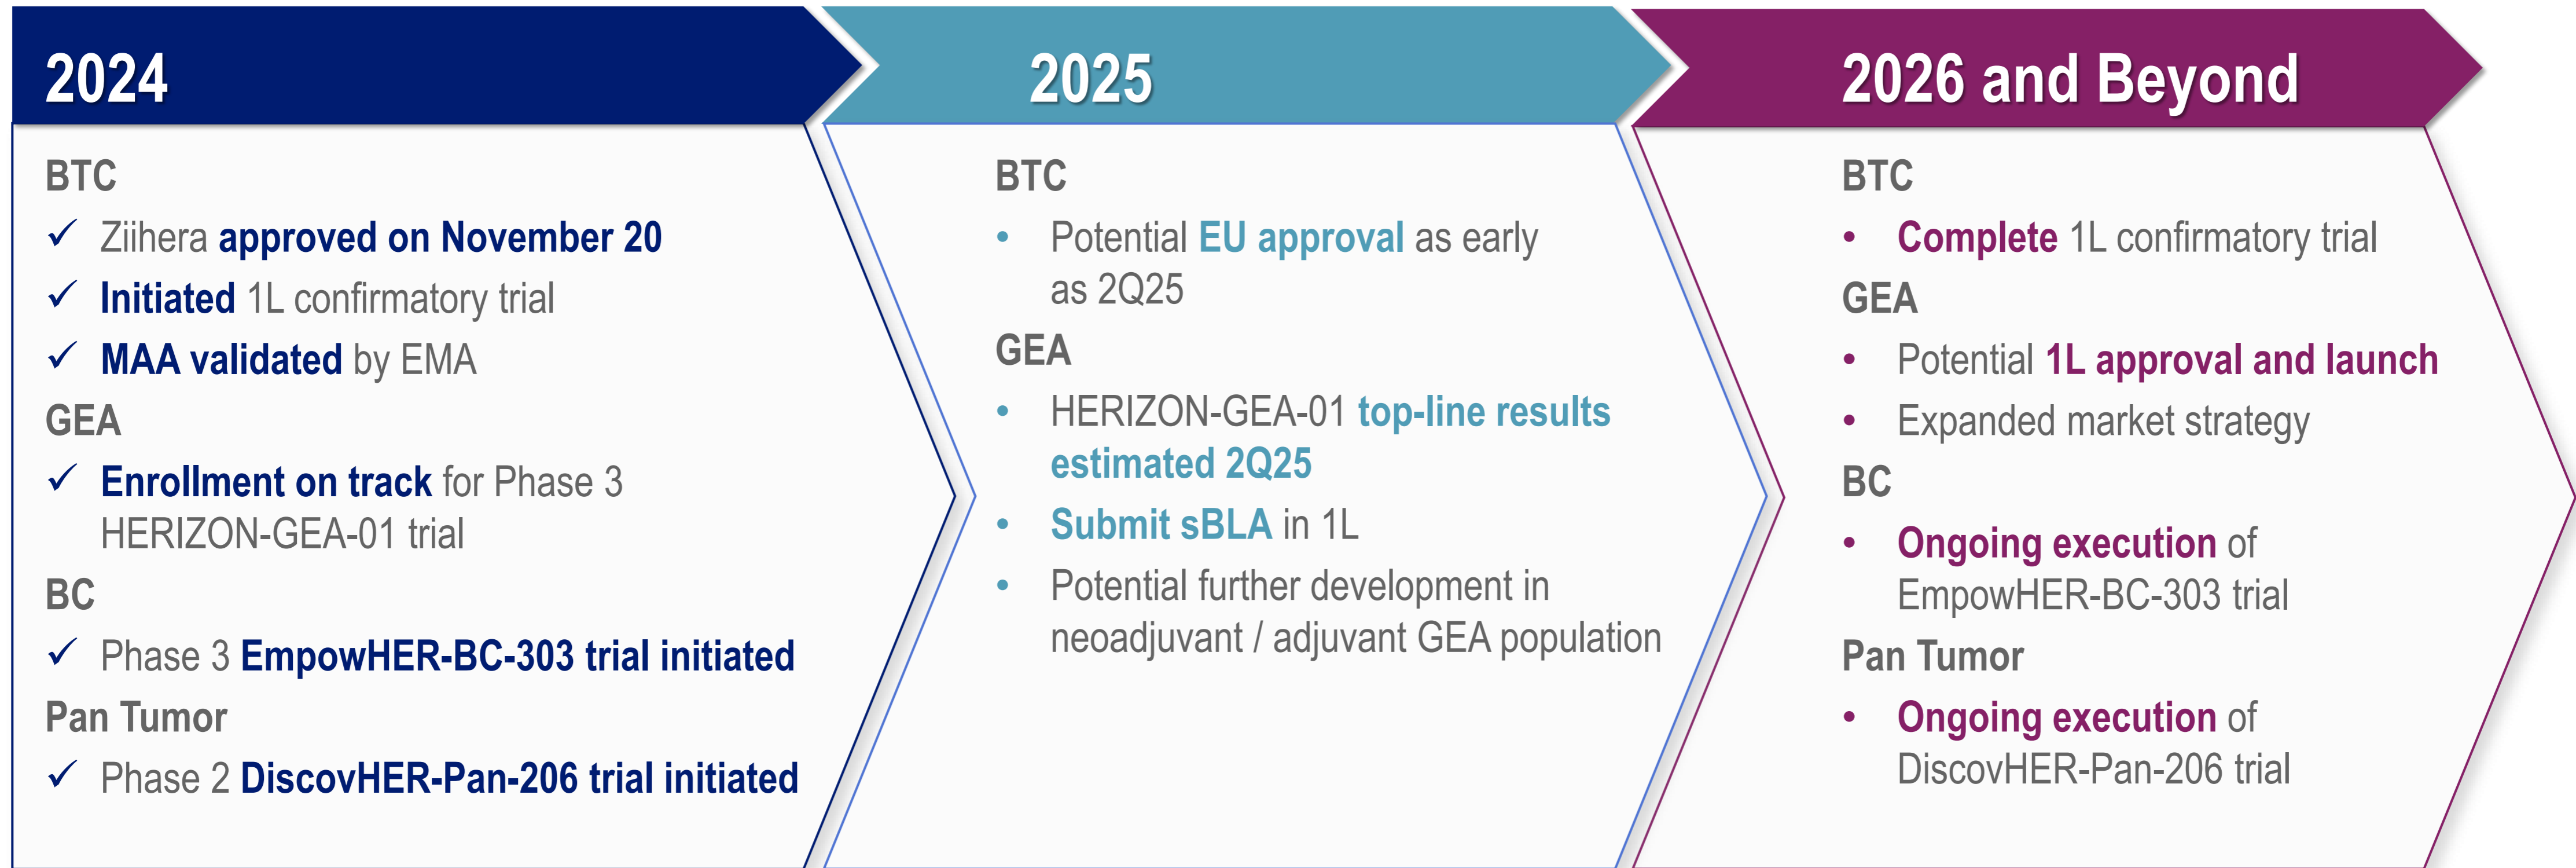 2024
BTC
✓ Ziihera approved on November 20
✓ Initiated 1L confirmatory trial
✓ MAA validated by EMA
GEA
✓ Enrollment on track for Phase 3
HERIZON-GEA-01 trial
BC
✓ Phase 3 EmpowHER-BC-303 trial initiated
Pan Tumor
✓ Phase 2 DiscovHER-Pan-206 trial initiated
2025
BTC
• Potential EU approval as early
as 2Q25
GEA
• HERIZON-GEA-01 top-line results
estimated 2Q25
• Submit sBLA in 1L
• Potential further development in
neoadjuvant / adjuvant GEA population
2026 and Beyond
BTC
• Complete 1L confirmatory trial
GEA
• Potential 1L approval and launch
• Expanded market strategy
BC
• Ongoing execution of
EmpowHER-BC-303 trial
Pan Tumor
• Ongoing execution of
DiscovHER-Pan-206 trial